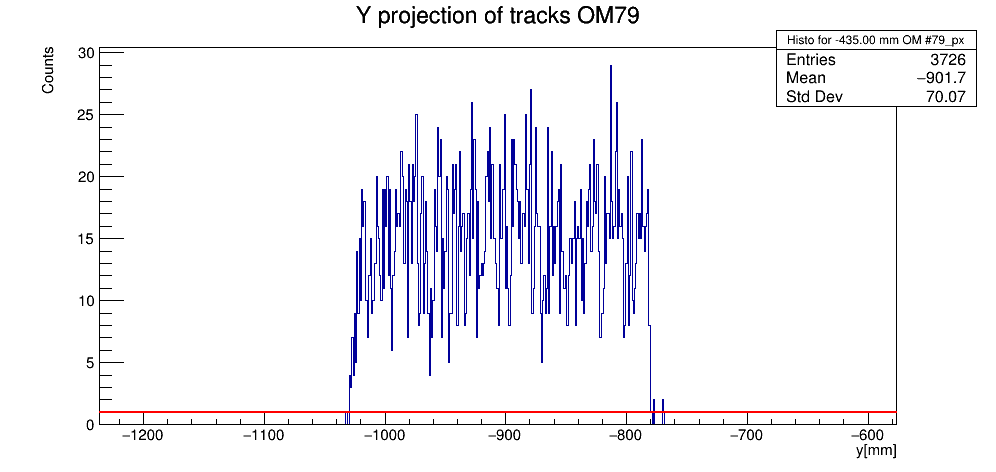 Y projection of tracks OM79
Histo for -435.00 mm OM #79_px
Entries 3726
Mean −901.7
Std Dev 70.07
Counts
30
25
20
15
10
5
0
−1200 −1100 −1000 −900 −800 −700 −600
y[mm]